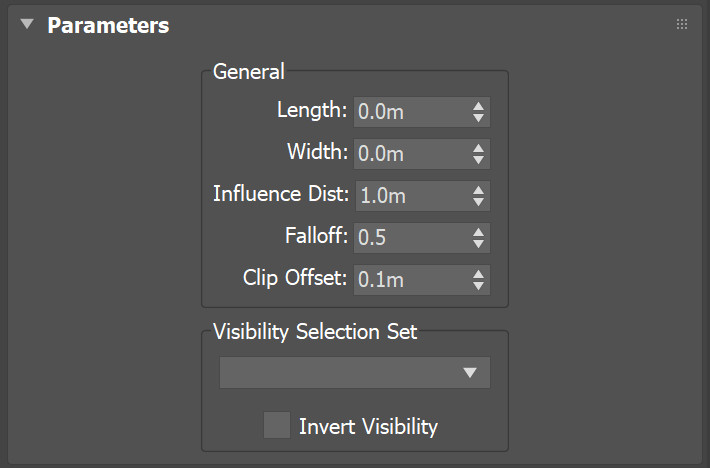 Parameters
General
Length: 0.0m
Width: 0.0m
Influence Dist: 1.0m
Falloff: 0.5
Clip Offset: 0.1m
Visibility Selection Set
Invert Visibility